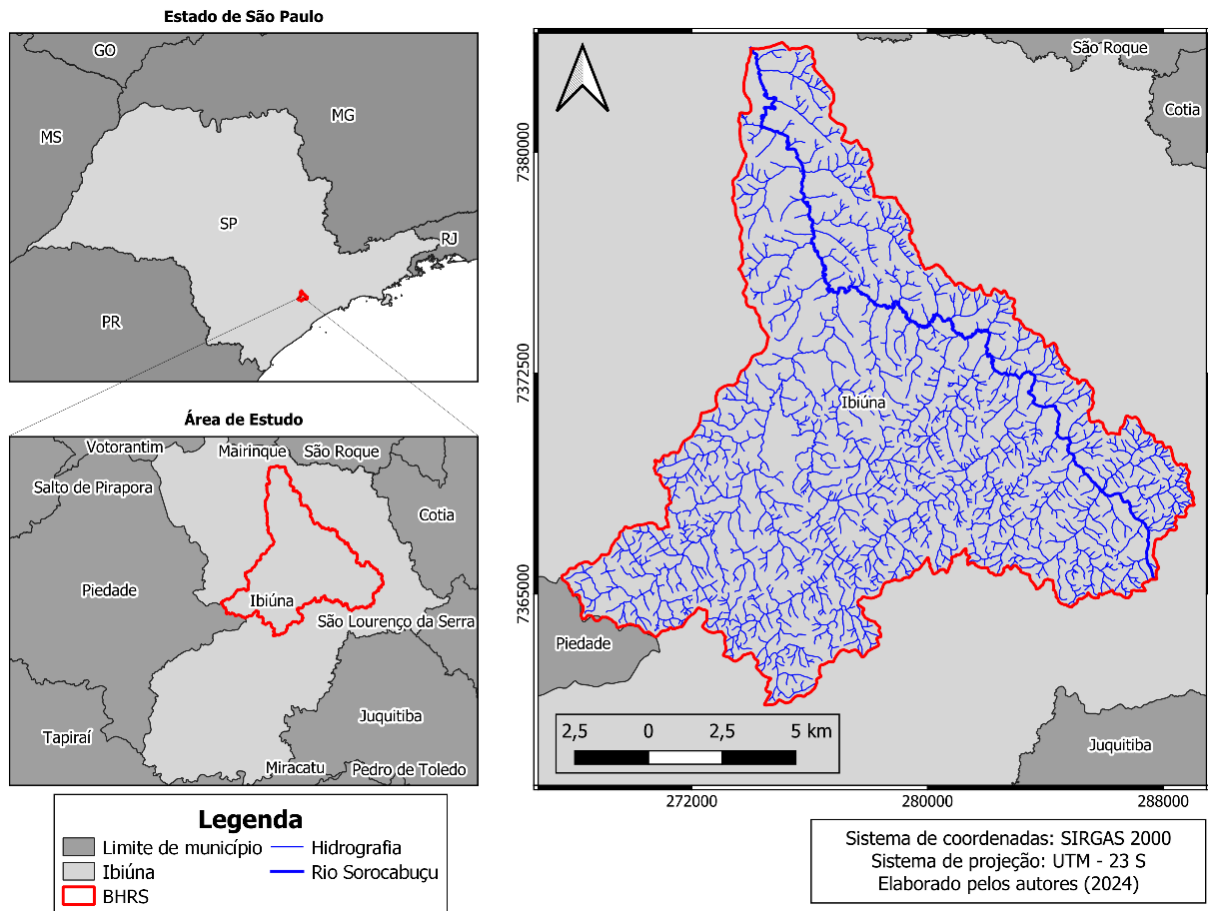 Estado de São Paulo
GO
MG
MS
SP
RJ
PR
Área de Estudo
Votorantim
Mairinque
São Roque
Salto de Pirapora
Cotia
Piedade
Ibiúna
São Lourenço da Serra
Juquitiba
Tapiraí
Miracatu
Pedro de Toledo
Legenda
Limite de município
Hidrografia
Ibiúna
Rio Sorocabuçu
BHRS
São Roque
Cotia
7380000
7372500
Ibiúna
7365000
Piedade
2,5 0 2,5 5 km
Juquitiba
272000 280000 288000
Sistema de coordenadas: SIRGAS 2000
Sistema de projeção: UTM - 23 S
Elaborado pelos autores (2024)